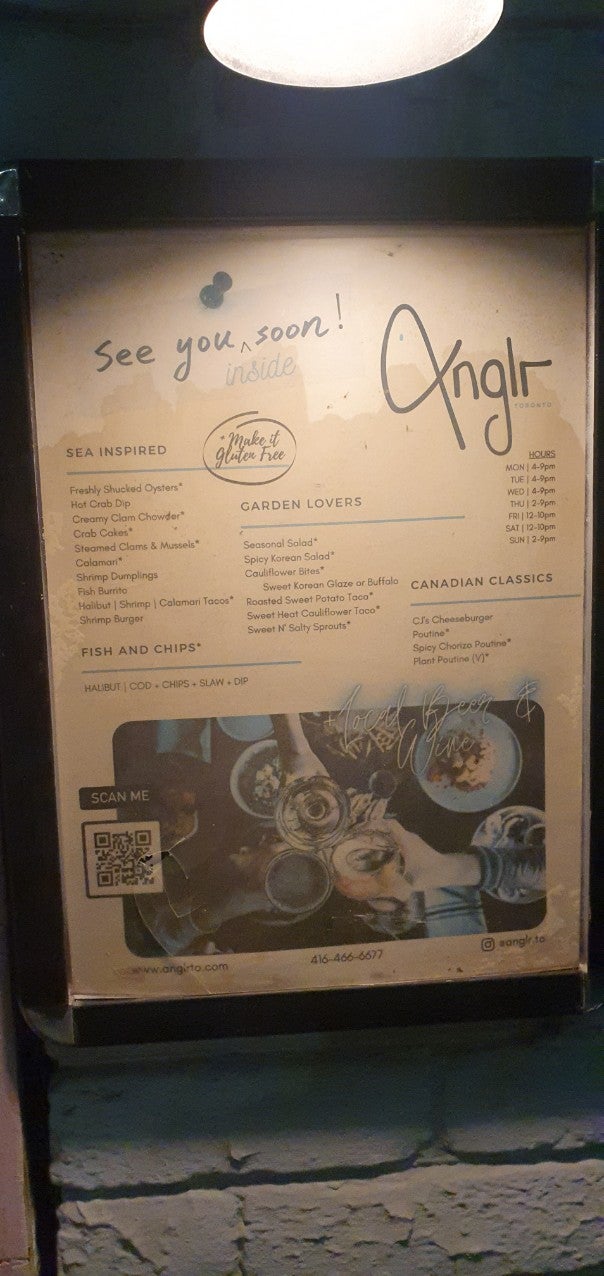 See you soon!
inside
Anglr
TORONTO
* Make it
Gluten Free
SEA INSPIRED
Freshly Shucked Oysters*
Hot Crab Dip
Creamy Clam Chowder*
Crab Cakes*
Steamed Clams & Mussels*
Calamari*
Shrimp Dumplings
Fish Burrito
Halibut | Shrimp | Calamari Tacos*
Shrimp Burger
FISH AND CHIPS*
HALIBUT | COD + CHIPS + SLAW + DIP
GARDEN LOVERS
Seasonal Salad*
Spicy Korean Salad*
Cauliflower Bites*
Sweet Korean Glaze or Buffalo
Roasted Sweet Potato Taco*
Sweet Heat Cauliflower Taco*
Sweet N' Salty Sprouts*
HOURS
MON | 4-9pm
TUE | 4-9pm
WED | 4-9pm
THU | 2-9pm
FRI | 12-10pm
SAT | 12-10pm
SUN | 2-9pm
CANADIAN CLASSICS
CJ's Cheeseburger
Poutine*
Spicy Chorizo Poutine*
Plant Poutine (V)*
+Local Beer &
Wine
SCAN ME
www.anglrto.com
416-466-6677
@anglr.to